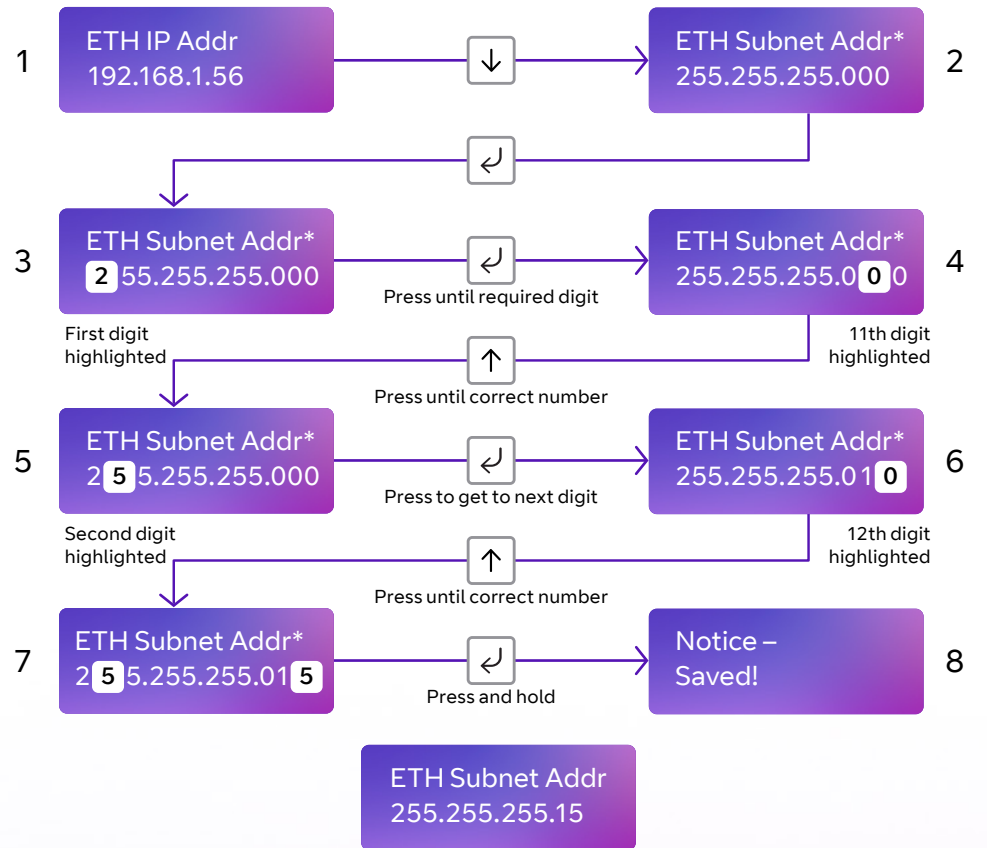 1
ETH IP Addr
192.168.1.56
ETH Subnet Addr*
255.255.255.000
2
3
ETH Subnet Addr*
255.255.255.000
First digit
highlighted
Press until required digit
ETH Subnet Addr*
255.255.255.000
4
11th digit
highlighted
Press until correct number
5
ETH Subnet Addr*
255.255.255.000
Second digit
highlighted
Press to get to next digit
ETH Subnet Addr*
255.255.255.010
6
12th digit
highlighted
Press until correct number
7
ETH Subnet Addr*
255.255.255.015
Press and hold
Notice –
Saved!
8
ETH Subnet Addr
255.255.255.15